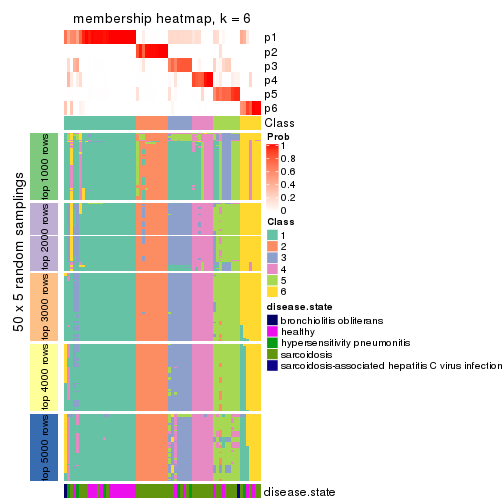 membership heatmap, k = 6
p1
p2
p3
p4
p5
p6
Class
Prob
1
0.8
0.6
0.4
0.2
0
Class
1
2
3
4
5
6
disease.state
bronchiolitis obliterans
healthy
hypersensitivity pneumonitis
sarcoidosis
sarcoidosis-associated hepatitis C virus infection
50 x 5 random samplings
top 1000 rows
top 2000 rows
top 3000 rows
top 4000 rows
top 5000 rows
disease.state